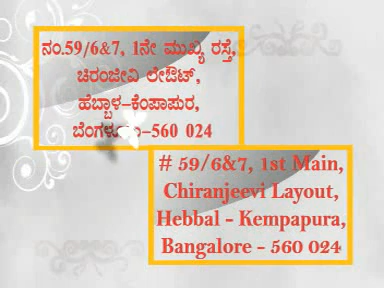 ನಂ.59/6&7, 1ನೇ ಮುಖ್ಯ ರಸ್ತೆ,
ಚಿರಂಜೀವಿ ಲೇಔಟ್,
ಹೆಬ್ಬಾಳ-ಕೆಂಪಾಪುರ,
-560 024
# 59/6&7, 1st Main,
Chiranjeevi Layout,
Hebbal - Kempapura,
Bangalore - 560 024